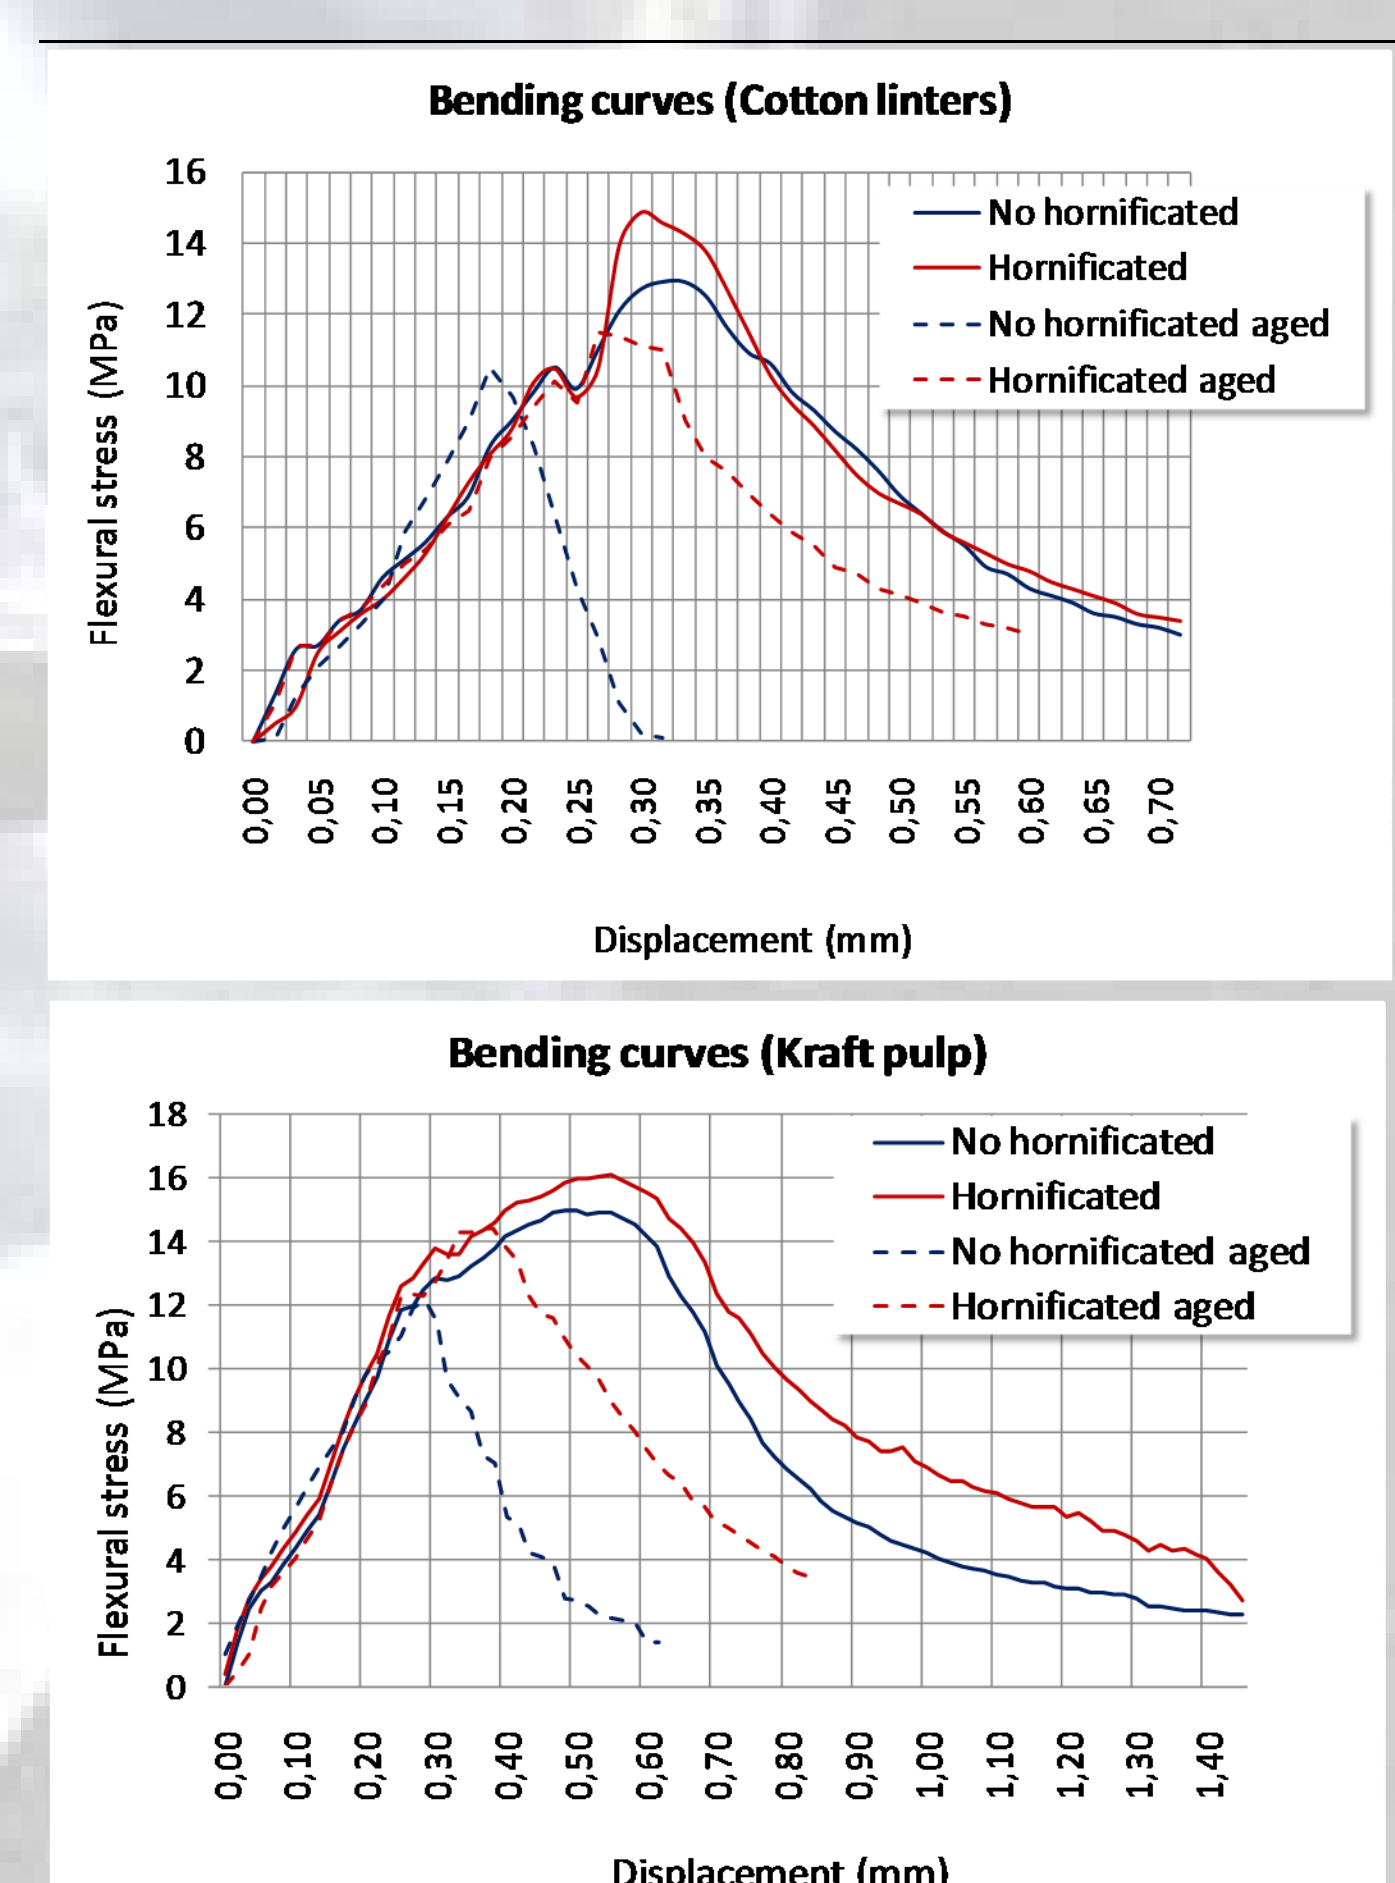 Bending curves (Cotton linters)
16
14
12
10
8
6
4
2
0
Flexural stress (MPa)
No hornificated
Hornificated
No hornificated aged
Hornificated aged
0,00 0,05 0,10 0,15 0,20 0,25 0,30 0,35 0,40 0,45 0,50 0,55 0,60 0,65 0,70
Displacement (mm)
Bending curves (Kraft pulp)
18
16
14
12
10
8
6
4
2
0
Flexural stress (MPa)
No hornificated
Hornificated
No hornificated aged
Hornificated aged
0,00 0,10 0,20 0,30 0,40 0,50 0,60 0,70 0,80 0,90 1,00 1,10 1,20 1,30 1,40
Displacement (mm)